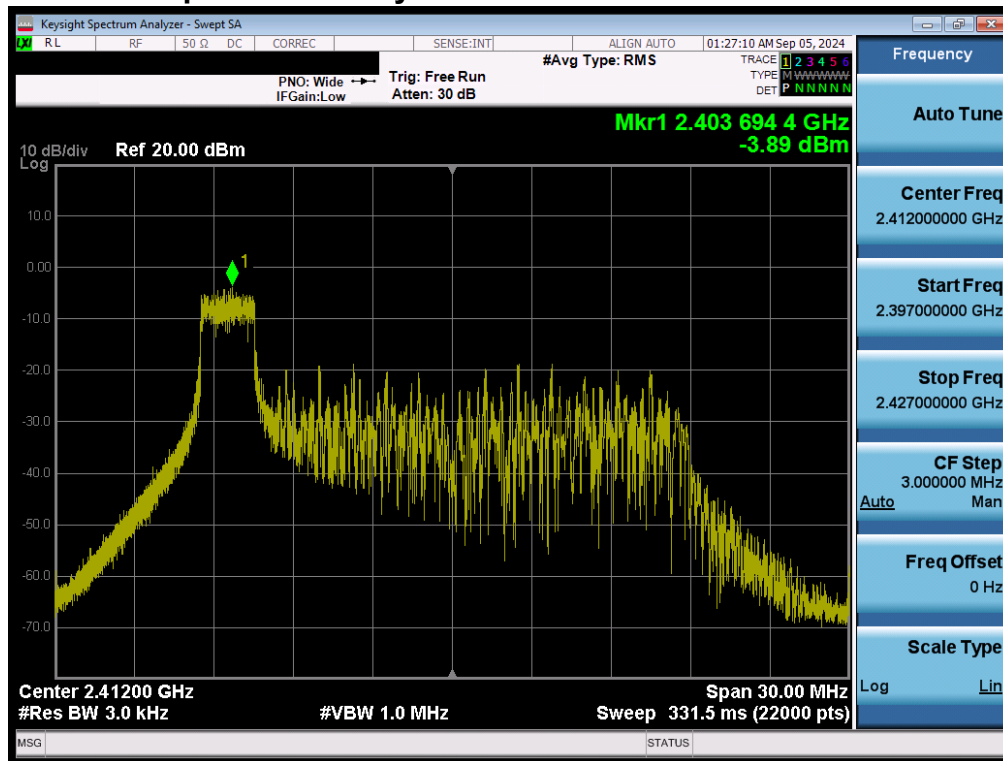 Keysight Spectrum Analyzer - Swept SA
LXI RL RF 50 Ω DC CORREC SENSE:INT ALIGN AUTO 01:27:10 AM Sep 05, 2024
#Avg Type: RMS
TRACE 1 2 3 4 5 6
TYPE M WWWWW
DET P N N N N N
PNO: Wide
IFGain:Low
Trig: Free Run
Atten: 30 dB
Mkr1 2.403 694 4 GHz
-3.89 dBm
10 dB/div
Log
Ref 20.00 dBm
10.0
0.00
-10.0
-20.0
-30.0
-40.0
-50.0
-60.0
-70.0
1
Center 2.41200 GHz
Span 30.00 MHz
#Res BW 3.0 kHz
#VBW 1.0 MHz
Sweep 331.5 ms (22000 pts)
MSG
STATUS
Frequency
Auto Tune
Center Freq
2.412000000 GHz
Start Freq
2.397000000 GHz
Stop Freq
2.427000000 GHz
CF Step
3.000000 MHz
Auto Man
Freq Offset
0 Hz
Scale Type
Log Lin